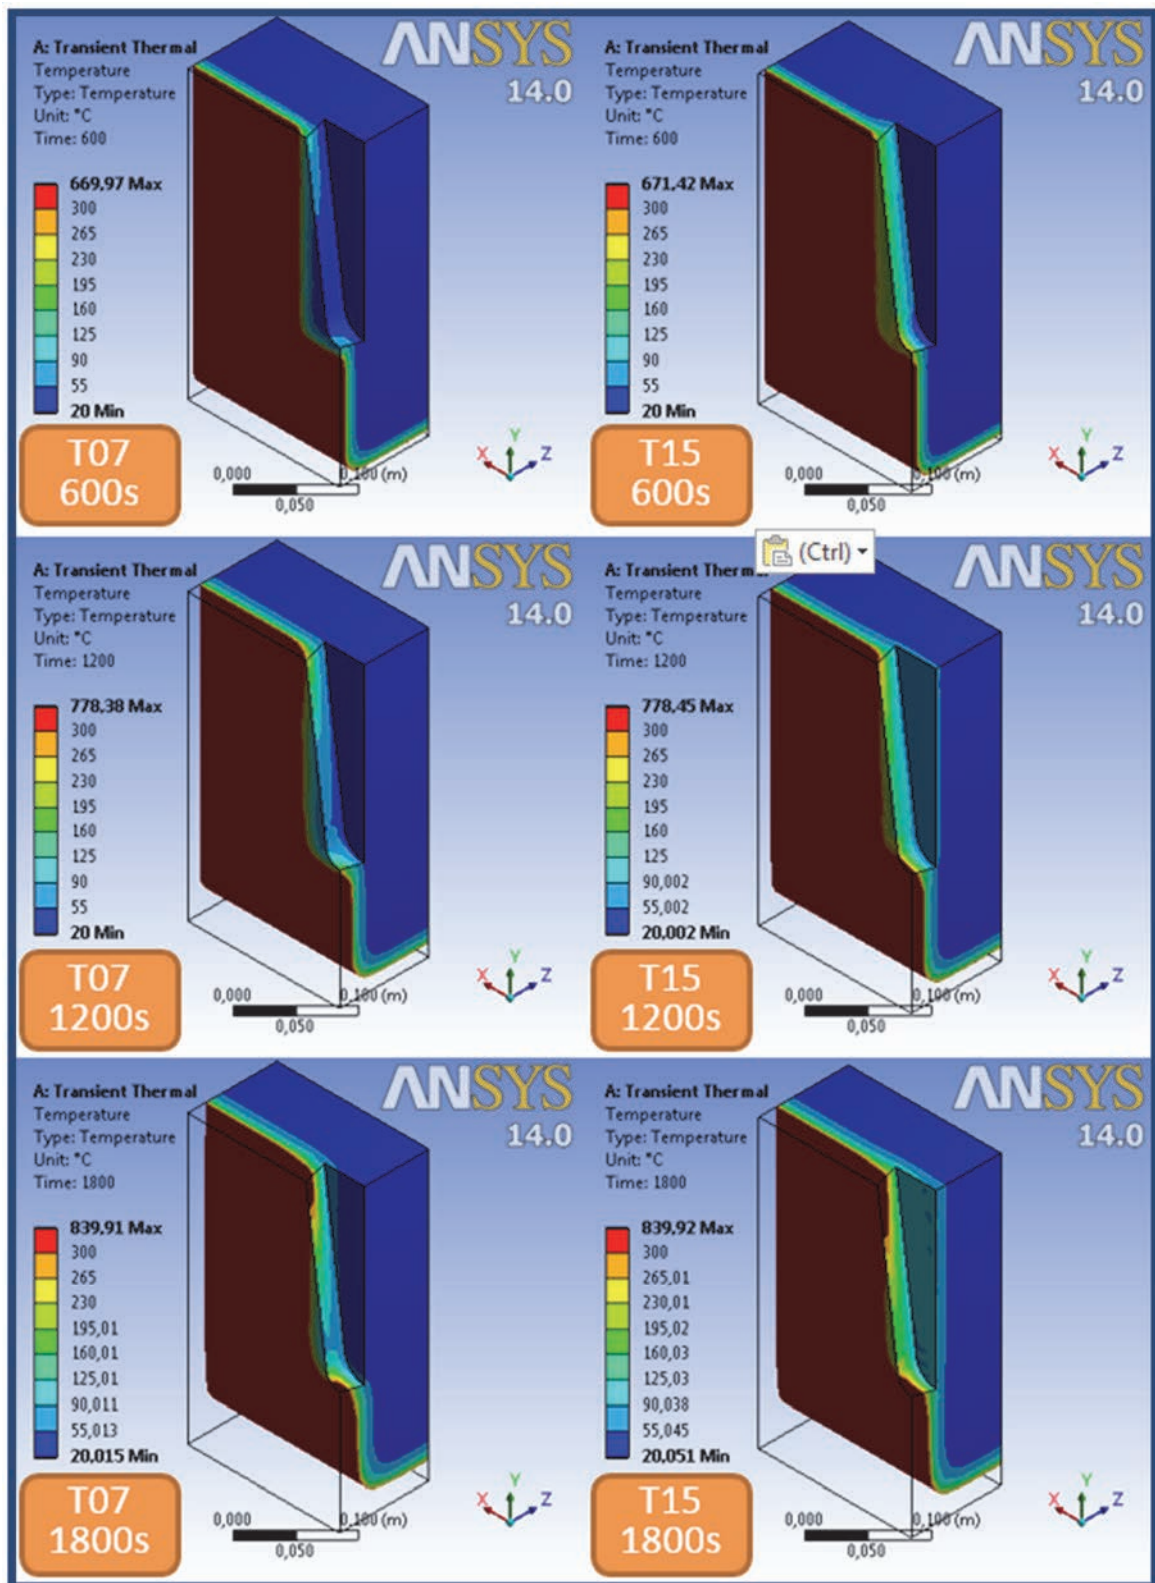 A: Transient Thermal
Temperature
Type: Temperature
Unit: °C
Time: 600
669,97 Max
300
265
230
195
160
125
90
55
20 Min
T07
600s
0,000
0,100 (m)
0,050
X
Y
Z
ANSYS
14.0
A: Transient Thermal
Temperature
Type: Temperature
Unit: °C
Time: 600
671,42 Max
300
265
230
195
160
125
90
55
20 Min
T15
600s
0,000
0,100 (m)
0,050
X
Y
Z
ANSYS
14.0
(Ctrl)
A: Transient Thermal
Temperature
Type: Temperature
Unit: °C
Time: 1200
778,38 Max
300
265
230
195
160
125
90
55
20 Min
T07
1200s
0,000
0,100 (m)
0,050
X
Y
Z
ANSYS
14.0
A: Transient Therma
Temperature
Type: Temperature
Unit: °C
Time: 1200
778,45 Max
300
265
230
195
160
125
90,002
55,002
20,002 Min
T15
1200s
0,000
0,100 (m)
0,050
X
Y
Z
ANSYS
14.0
A: Transient Thermal
Temperature
Type: Temperature
Unit: °C
Time: 1800
839,91 Max
300
265
230
195,01
160,01
125,01
90,011
55,013
20,015 Min
T07
1800s
0,000
0,100 (m)
0,050
X
Y
Z
ANSYS
14.0
A: Transient Thermal
Temperature
Type: Temperature
Unit: °C
Time: 1800
839,92 Max
300
265,01
230,01
195,02
160,03
125,03
90,038
55,045
20,051 Min
T15
1800s
0,000
0,100 (m)
0,050
X
Y
Z
ANSYS
14.0